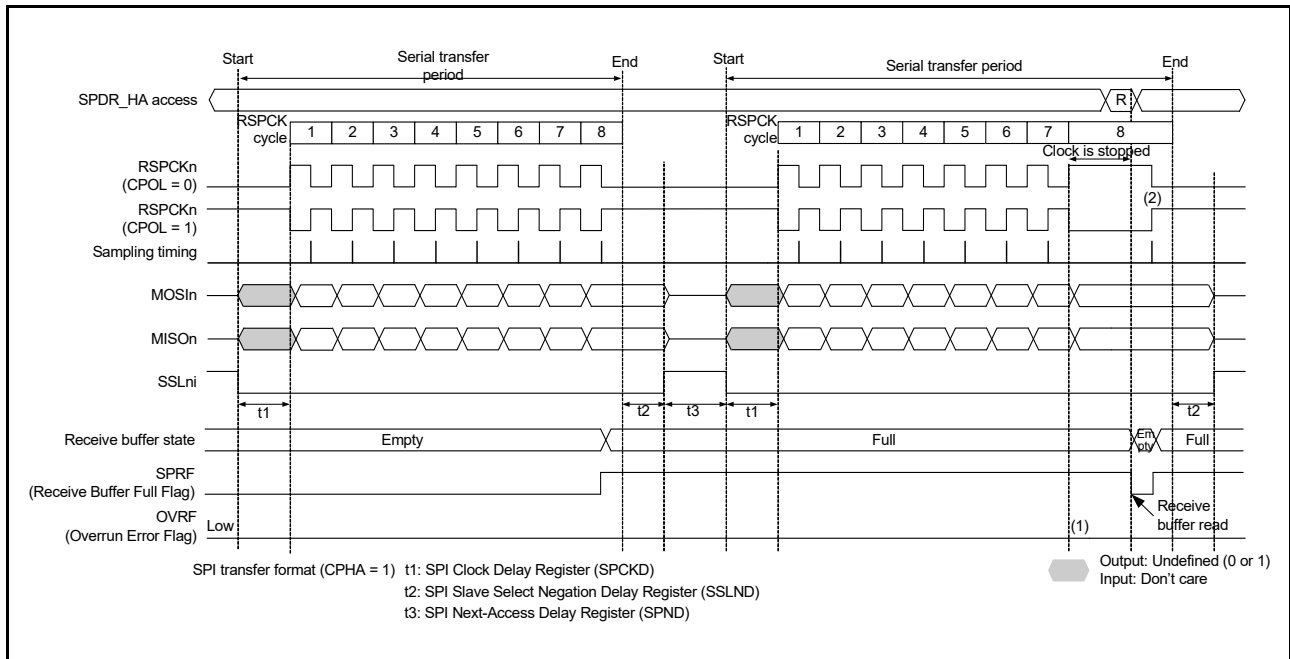 Start
Serial transfer
period
End
Start
Serial transfer period
End
SPDR_HA access
R
RSPCK
cycle
1 2 3 4 5 6 7 8
RSPCK
cycle
1 2 3 4 5 6 7 8
Clock is stopped
RSPCKn
(CPOL = 0)
RSPCKn
(CPOL = 1)
(2)
Sampling timing
MOSIn
MISOn
SSLni
t1
t2
t3
t1
t2
Receive buffer state
Empty
Full
Em
pty
Full
SPRF
(Receive Buffer Full Flag)
Receive
buffer read
OVRF
(Overrun Error Flag)
Low
(1)
SPI transfer format (CPHA = 1)
t1: SPI Clock Delay Register (SPCKD)
t2: SPI Slave Select Negation Delay Register (SSLND)
t3: SPI Next-Access Delay Register (SPND)
Output: Undefined (0 or 1)
Input: Don't care